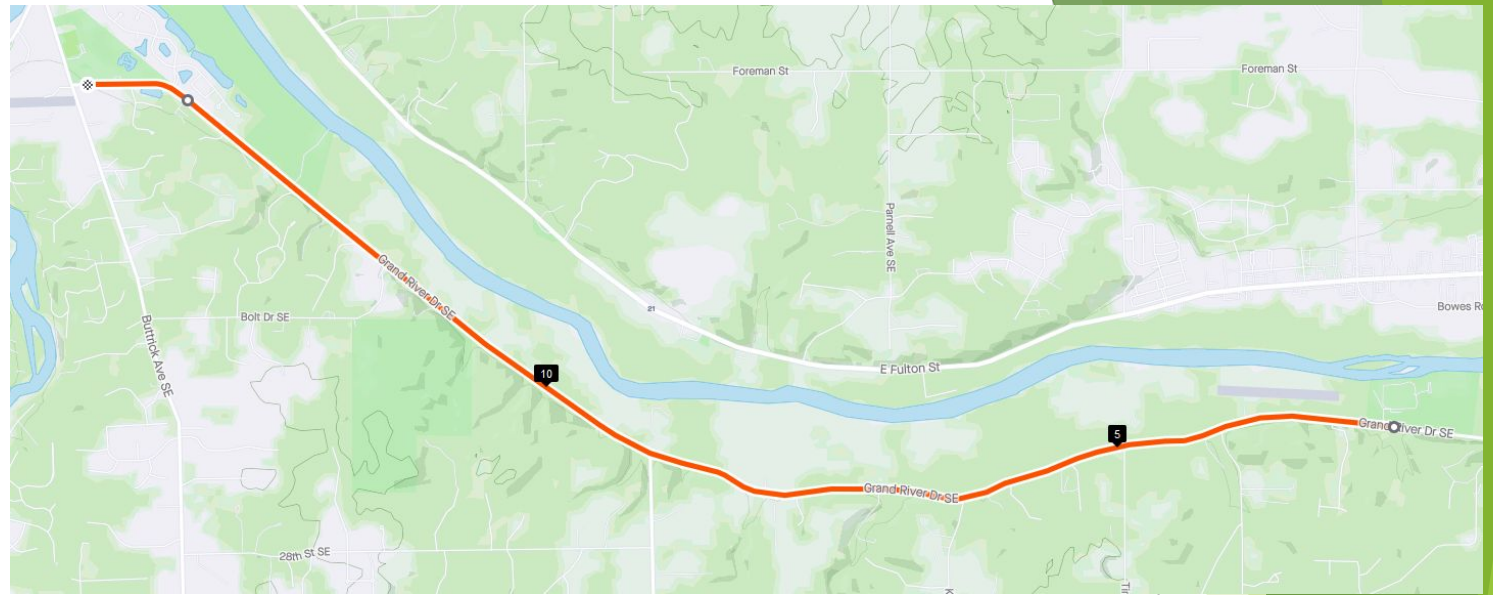 Foreman St
Foreman St
Parnell Ave SE
Grand River Dr SE
21
Bowes
Bolt Dr SE
Buttrick Ave SE
E Fulton St
10
5
Grand River Dr SE
Grand River Dr SE
28th St SE